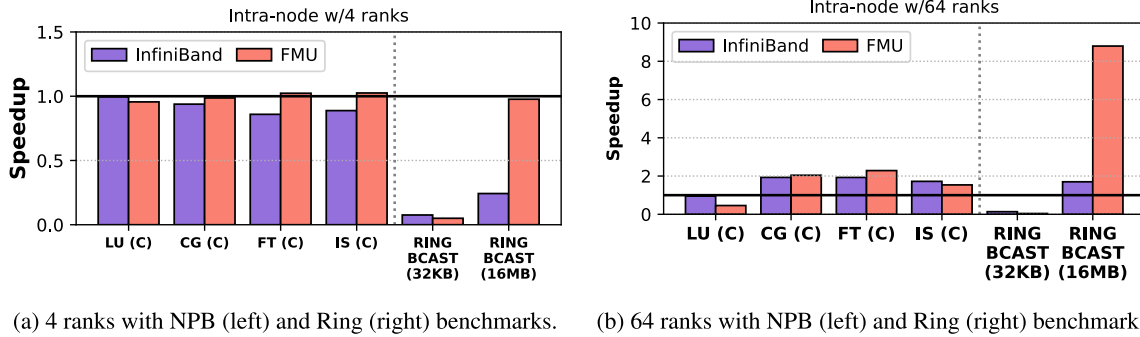 Intra-node w/4 ranks
1.5
1.0
0.5
0.0
Speedup
InfiniBand
FMU
LU (C)
CG (C)
FT (C)
IS (C)
RING
BCAST
(32KB)
RING
BCAST
(16MB)
(a) 4 ranks with NPB (left) and Ring (right) benchmarks.
Intra-node w/64 ranks
10
8
6
4
2
0
Speedup
InfiniBand
FMU
LU (C)
CG (C)
FT (C)
IS (C)
RING
BCAST
(32KB)
RING
BCAST
(16MB)
(b) 64 ranks with NPB (left) and Ring (right) benchmark